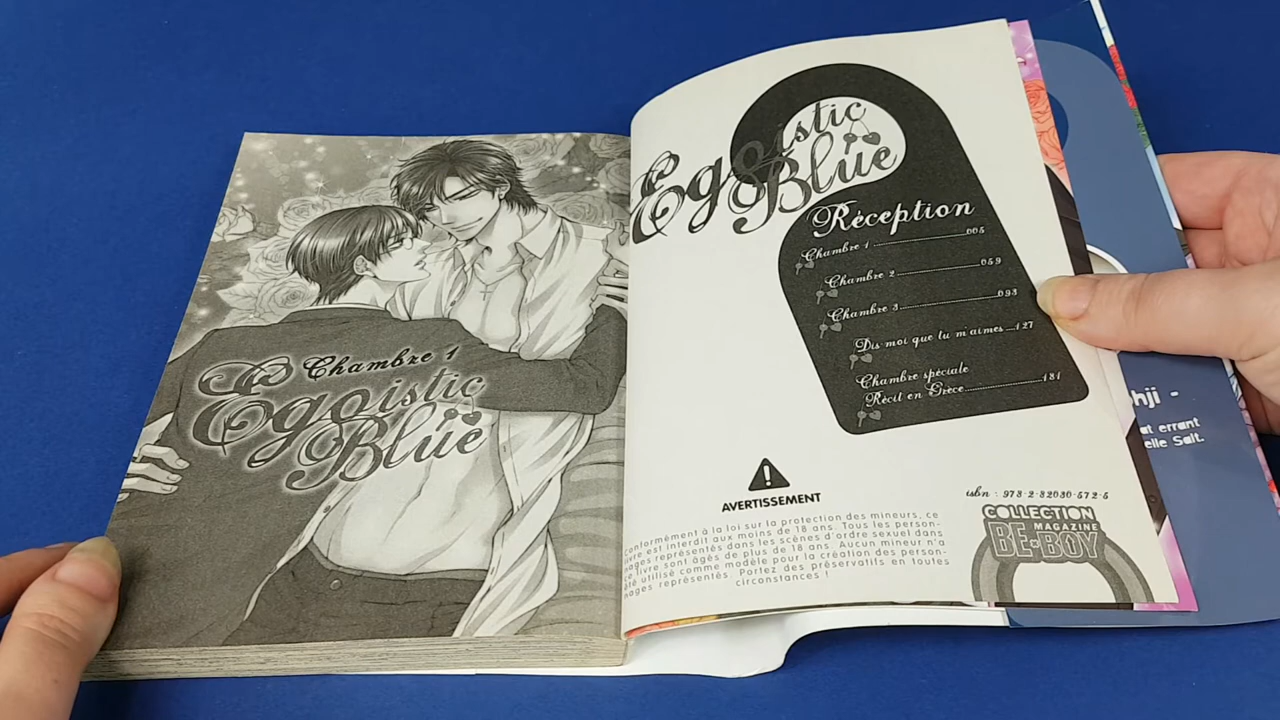 Chambre 1
Egoistic
Blue
Egoistic
Blue
Réception
Chambre 1 ........ 005
Chambre 2 ........ 059
Chambre 3 ........ 093
Dis moi que tu m'aimes ... 127
Chambre spéciale
Récit en Grèce ........ 181
AVERTISSEMENT
Conformément à la loi sur la protection des mineurs, ce
livre est interdit aux moins de 18 ans. Tous les person-
nages représentés dans les scènes d'ordre sexuel dans
ce livre sont âgés de plus de 18 ans. Aucun mineur n'a
été utilisé comme modèle pour la création des person-
nages représentés. Portez des préservatifs en toutes
circonstances !
isbn : 978-2-82030-572-5
COLLECTION
MAGAZINE
BE×BOY
hji -
at errant
elle Salt.